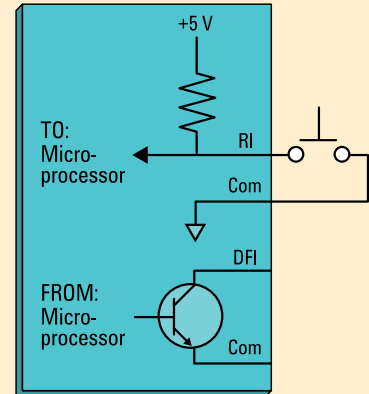 +5 V
TO:
Micro-
processor
RI
Com
DFI
FROM:
Micro-
processor
Com